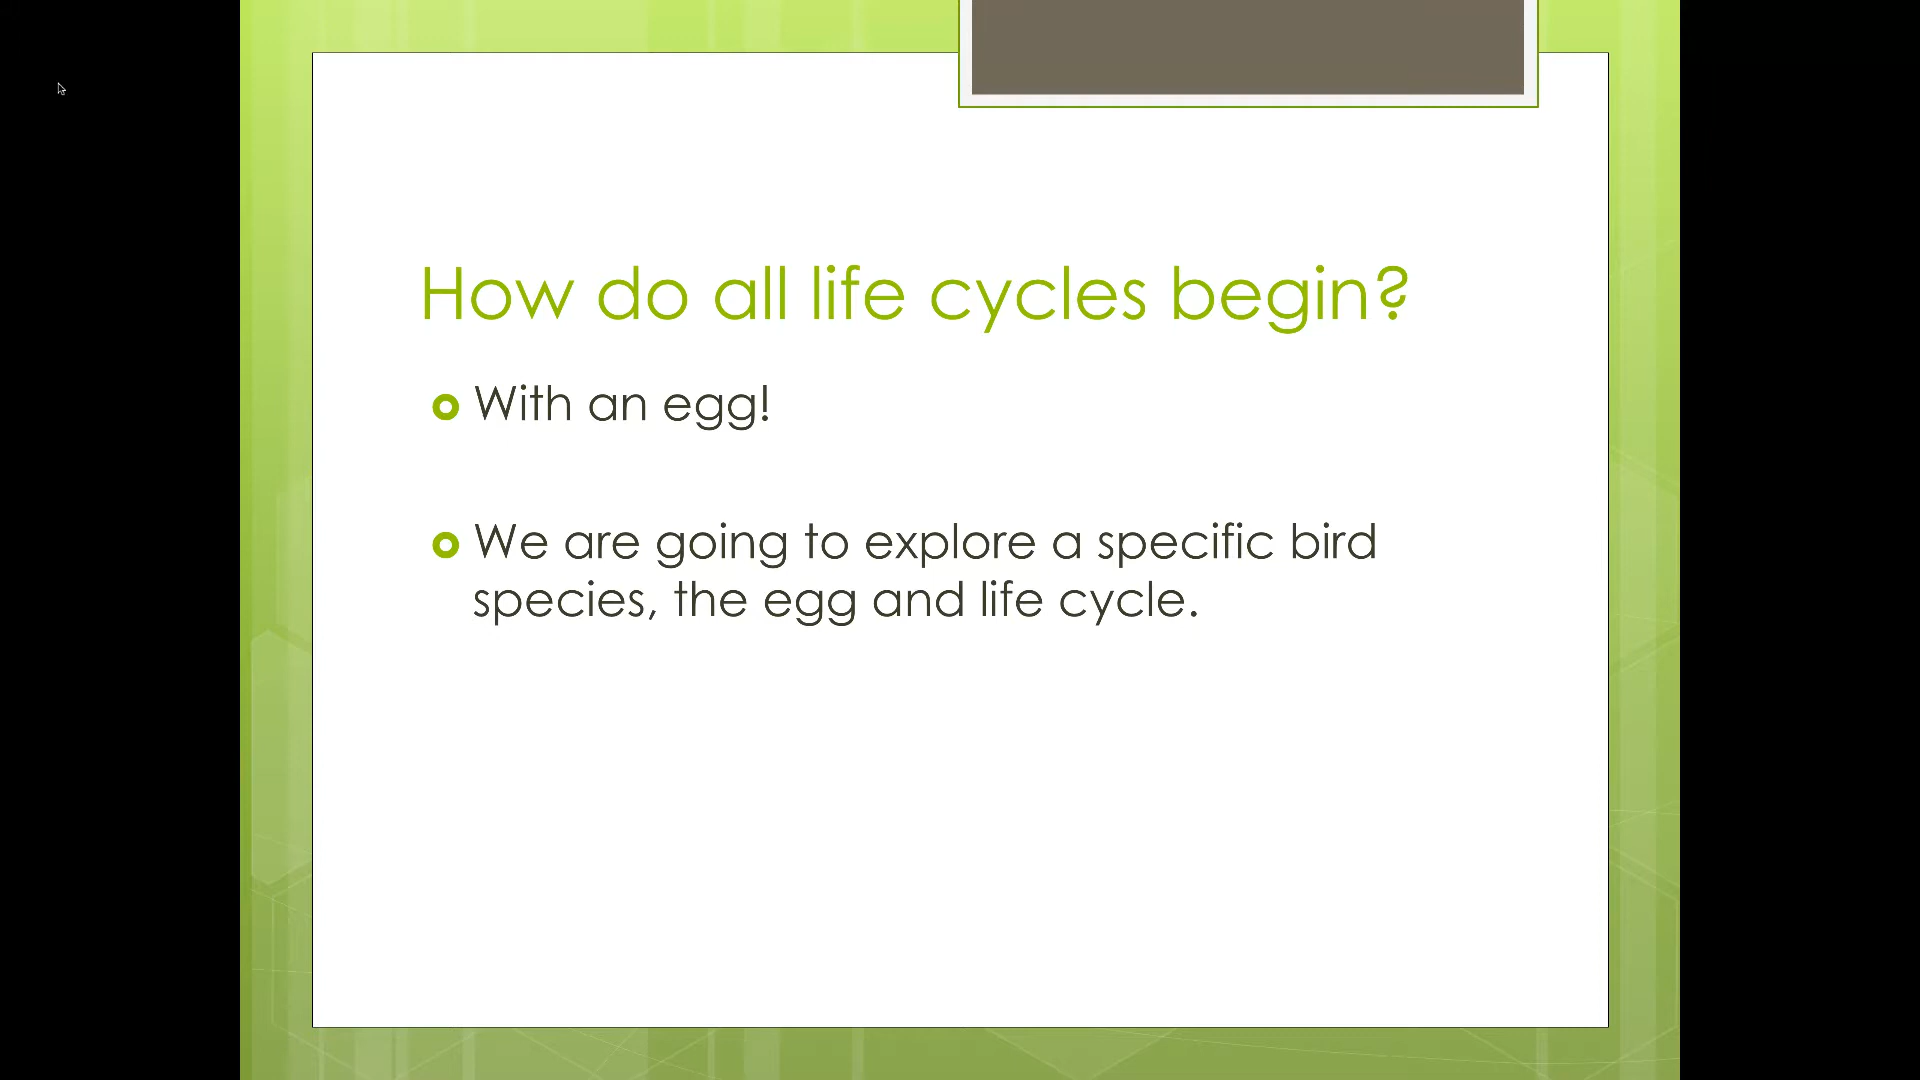 How do all life cycles begin?
With an egg!
We are going to explore a specific bird
species, the egg and life cycle.